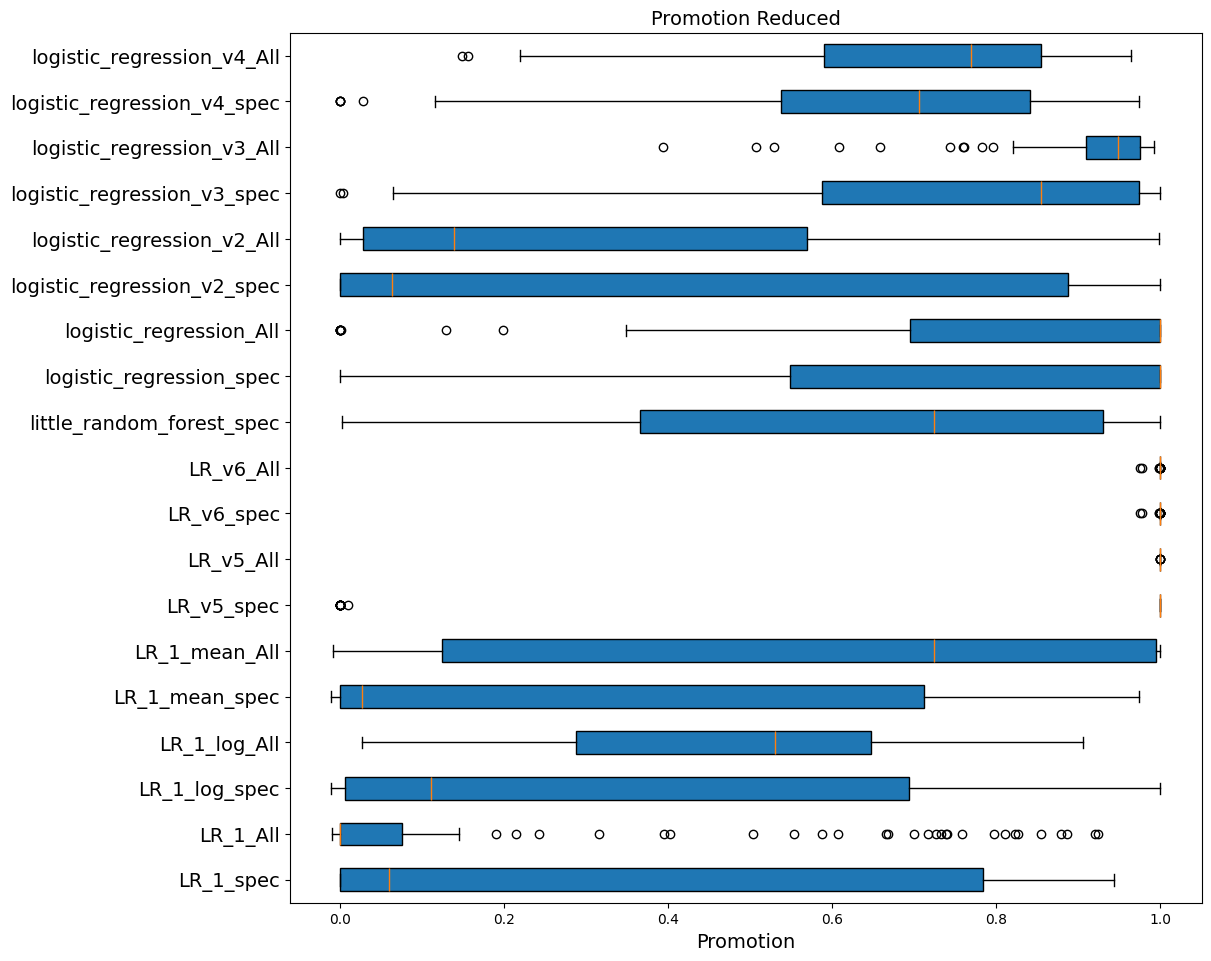 Promotion Reduced
logistic_regression_v4_All
logistic_regression_v4_spec
logistic_regression_v3_All
logistic_regression_v3_spec
logistic_regression_v2_All
logistic_regression_v2_spec
logistic_regression_All
logistic_regression_spec
little_random_forest_spec
LR_v6_All
LR_v6_spec
LR_v5_All
LR_v5_spec
LR_1_mean_All
LR_1_mean_spec
LR_1_log_All
LR_1_log_spec
LR_1_All
LR_1_spec
0.0 0.2 0.4 0.6 0.8 1.0
Promotion